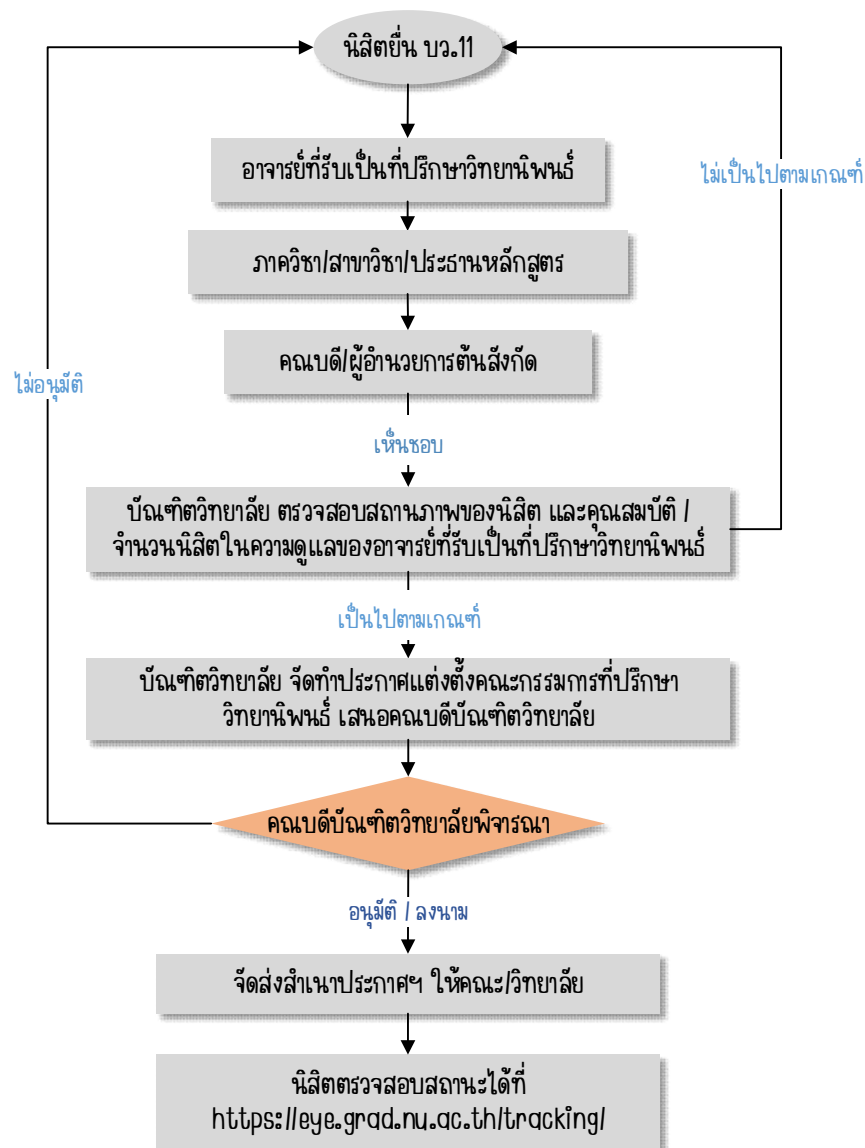 นิสิตยื่น บว.11
อาจารย์ที่รับเป็นที่ปรึกษาวิทยานิพนธ์
ไม่เป็นไปตามเกณฑ์
ภาควิชา/สาขาวิชา/ประธานหลักสูตร
คณบดี/ผู้อำนวยการต้นสังกัด
ไม่อนุมัติ
เห็นชอบ
บัณฑิตวิทยาลัย ตรวจสอบสถานภาพของนิสิต และคุณสมบัติ /
จำนวนนิสิตในความดูแลของอาจารย์ที่รับเป็นที่ปรึกษาวิทยานิพนธ์
เป็นไปตามเกณฑ์
บัณฑิตวิทยาลัย จัดทำประกาศแต่งตั้งคณะกรรมการที่ปรึกษา
วิทยานิพนธ์ เสนอคณบดีบัณฑิตวิทยาลัย
คณบดีบัณฑิตวิทยาลัยพิจารณา
อนุมัติ / ลงนาม
จัดส่งสำเนาประกาศฯ ให้คณะ/วิทยาลัย
นิสิตตรวจสอบสถานะได้ที่
https://eye.grad.nu.ac.th/tracking/